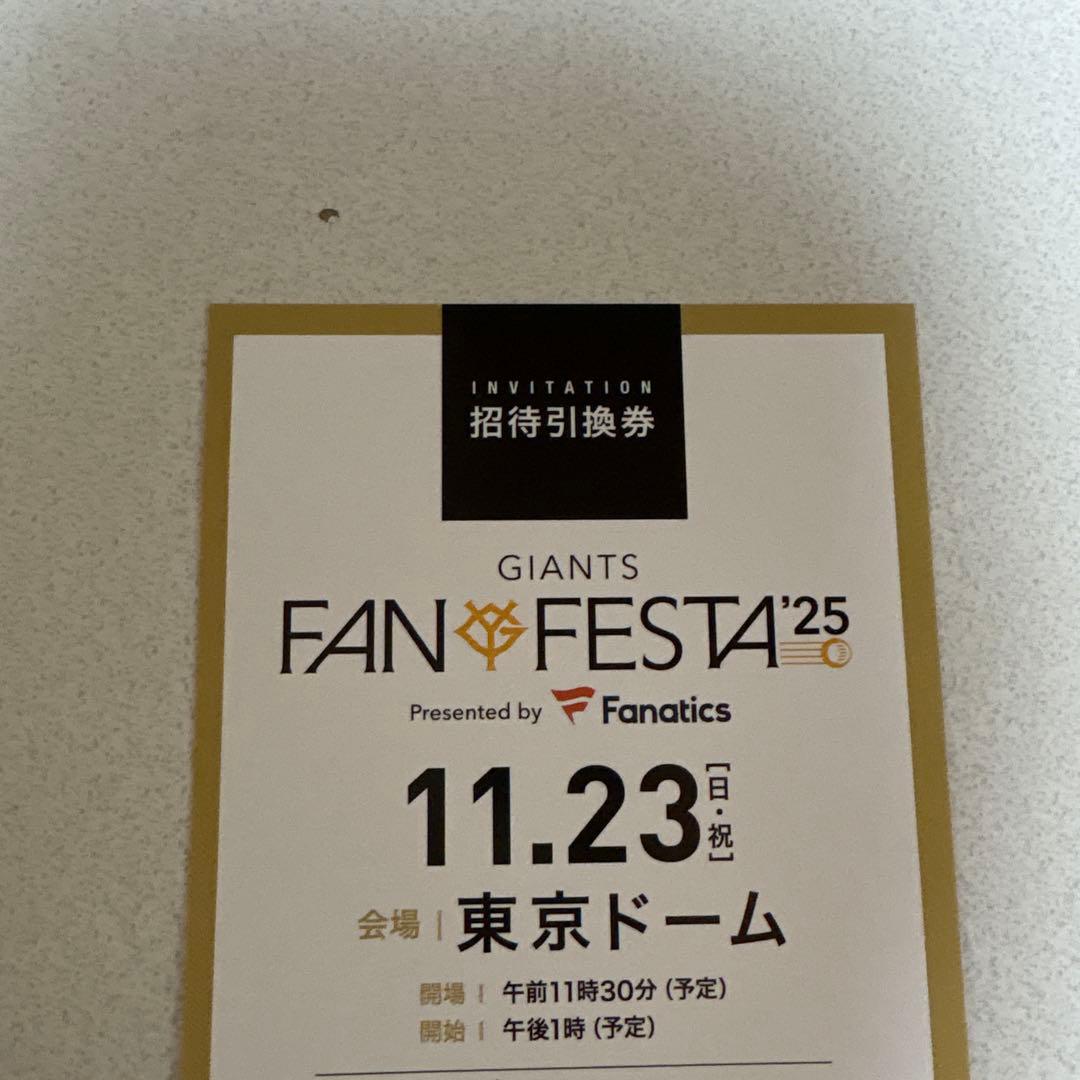 INVITATION
招待引換券
GIANTS
FAN FESTA'25
Presented by Fanatics
11.23[日・祝]
会場 | 東京ドーム
開場 | 午前11時30分(予定)
開始 | 午後1時(予定)